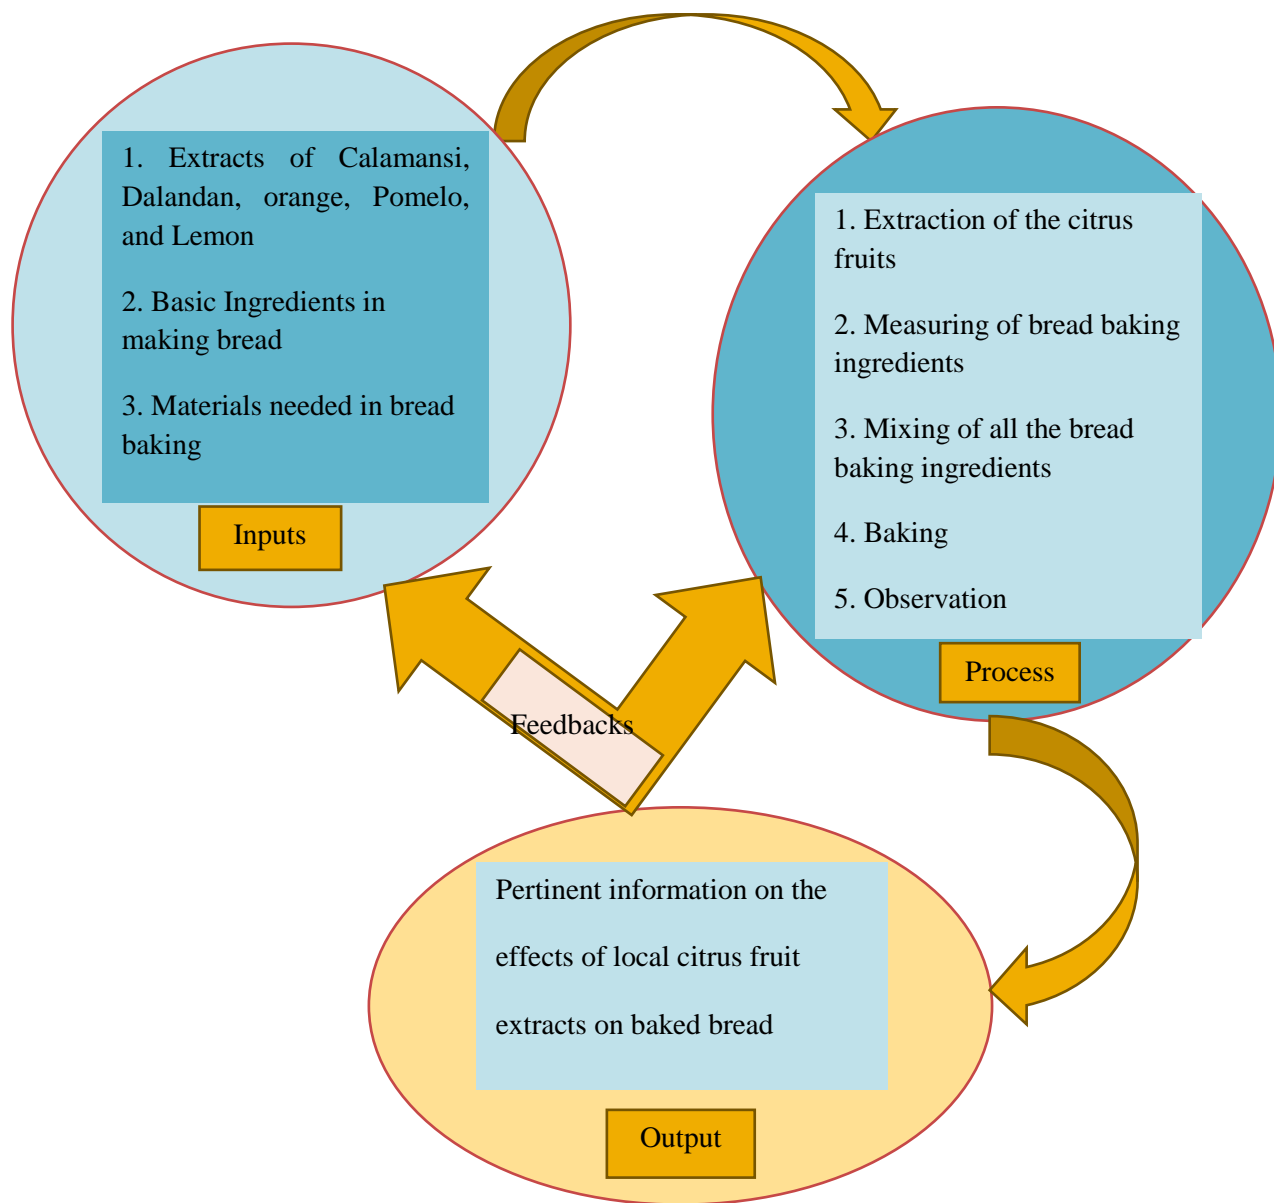 1. Extracts of Calamansi,
Dalandan, orange, Pomelo,
and Lemon
2. Basic Ingredients in
making bread
3. Materials needed in bread
baking
Inputs
1. Extraction of the citrus
fruits
2. Measuring of bread baking
ingredients
3. Mixing of all the bread
baking ingredients
4. Baking
5. Observation
Process
Feedbacks
Pertinent information on the
effects of local citrus fruit
extracts on baked bread
Output